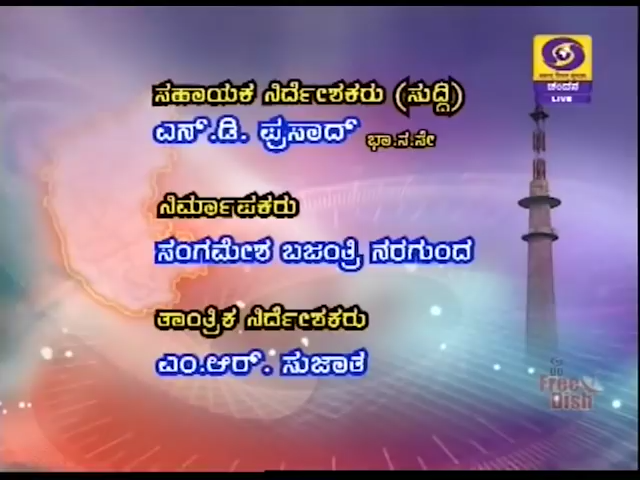 ಸಹಾಯಕ ನಿರ್ದೇಶಕರು (ಸುದ್ದಿ)
ಎನ್.ಡಿ. ಪ್ರಸಾದ್ ಭಾ.ಸ.ಸೇ
ನಿರ್ಮಾಪಕರು
ಸಂಗಮೇಶ ಬಜಂತ್ರಿ ನರಗುಂದ
ತಾಂತ್ರಿಕ ನಿರ್ದೇಶಕರು
ಎಂ.ಆರ್. ಸುಜಾತ
ಚಂದನ
LIVE
DD
Free
Dish